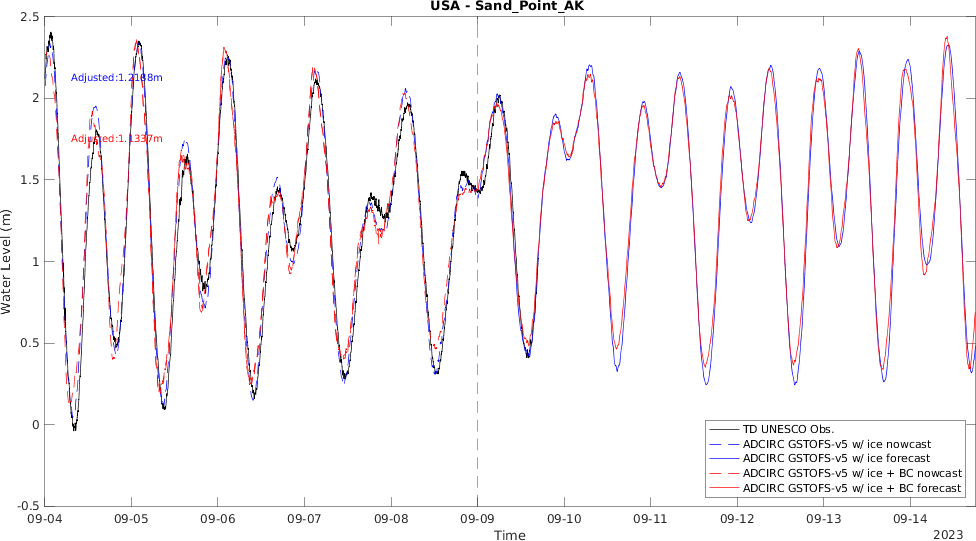 USA - Sand_Point_AK
2.5
2
1.5
1
0.5
0
-0.5
Water Level (m)
Adjusted:1.2188m
Adjusted:1.1337m
TD UNESCO Obs.
ADCIRC GSTOFS-v5 w/ ice nowcast
ADCIRC GSTOFS-v5 w/ ice forecast
ADCIRC GSTOFS-v5 w/ ice + BC nowcast
ADCIRC GSTOFS-v5 w/ ice + BC forecast
09-04 09-05 09-06 09-07 09-08 09-09 09-10 09-11 09-12 09-13 09-14
Time
2023